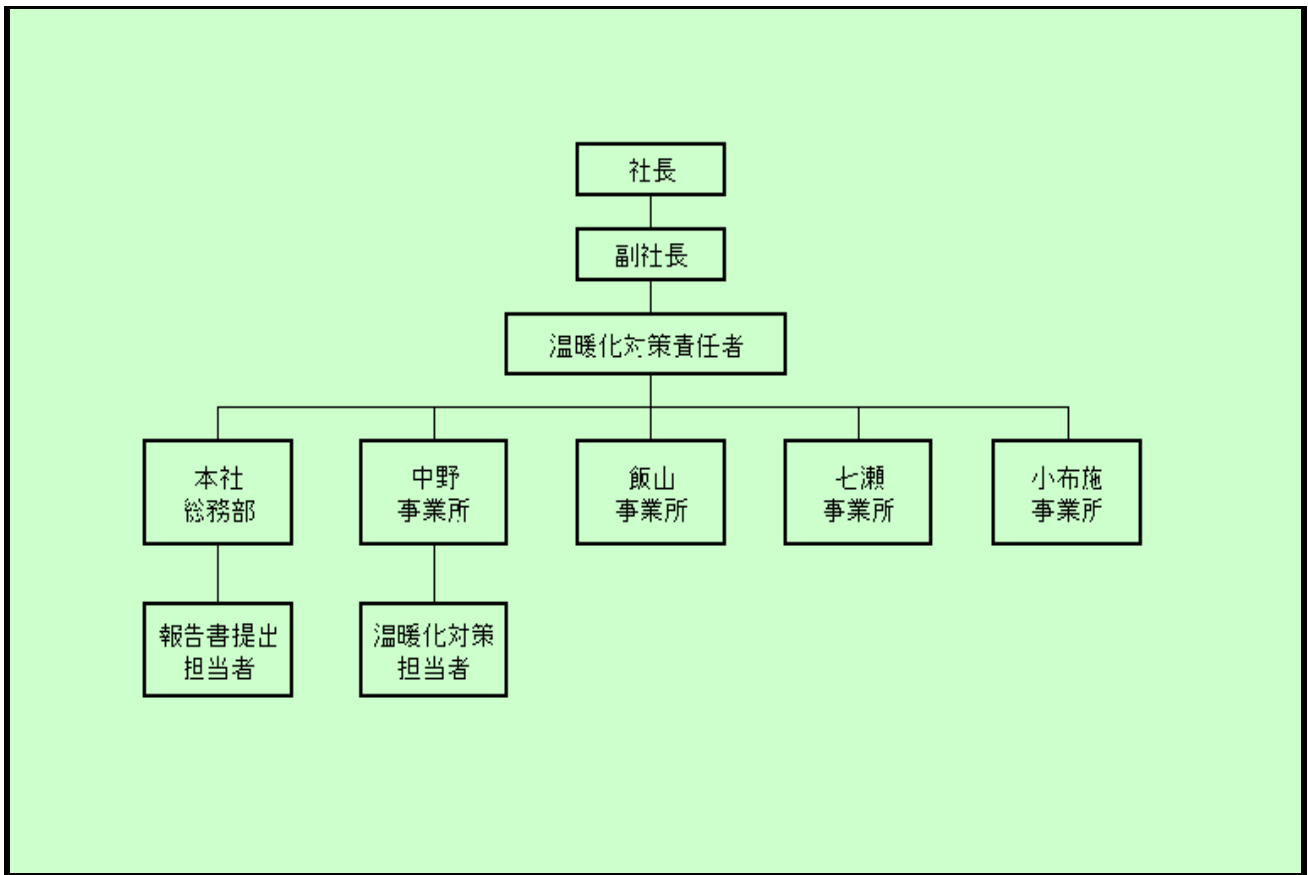 社長
副社長
温暖化対策責任者
本社
総務部
中野
事業所
飯山
事業所
七瀬
事業所
小布施
事業所
報告書提出
担当者
温暖化対策
担当者